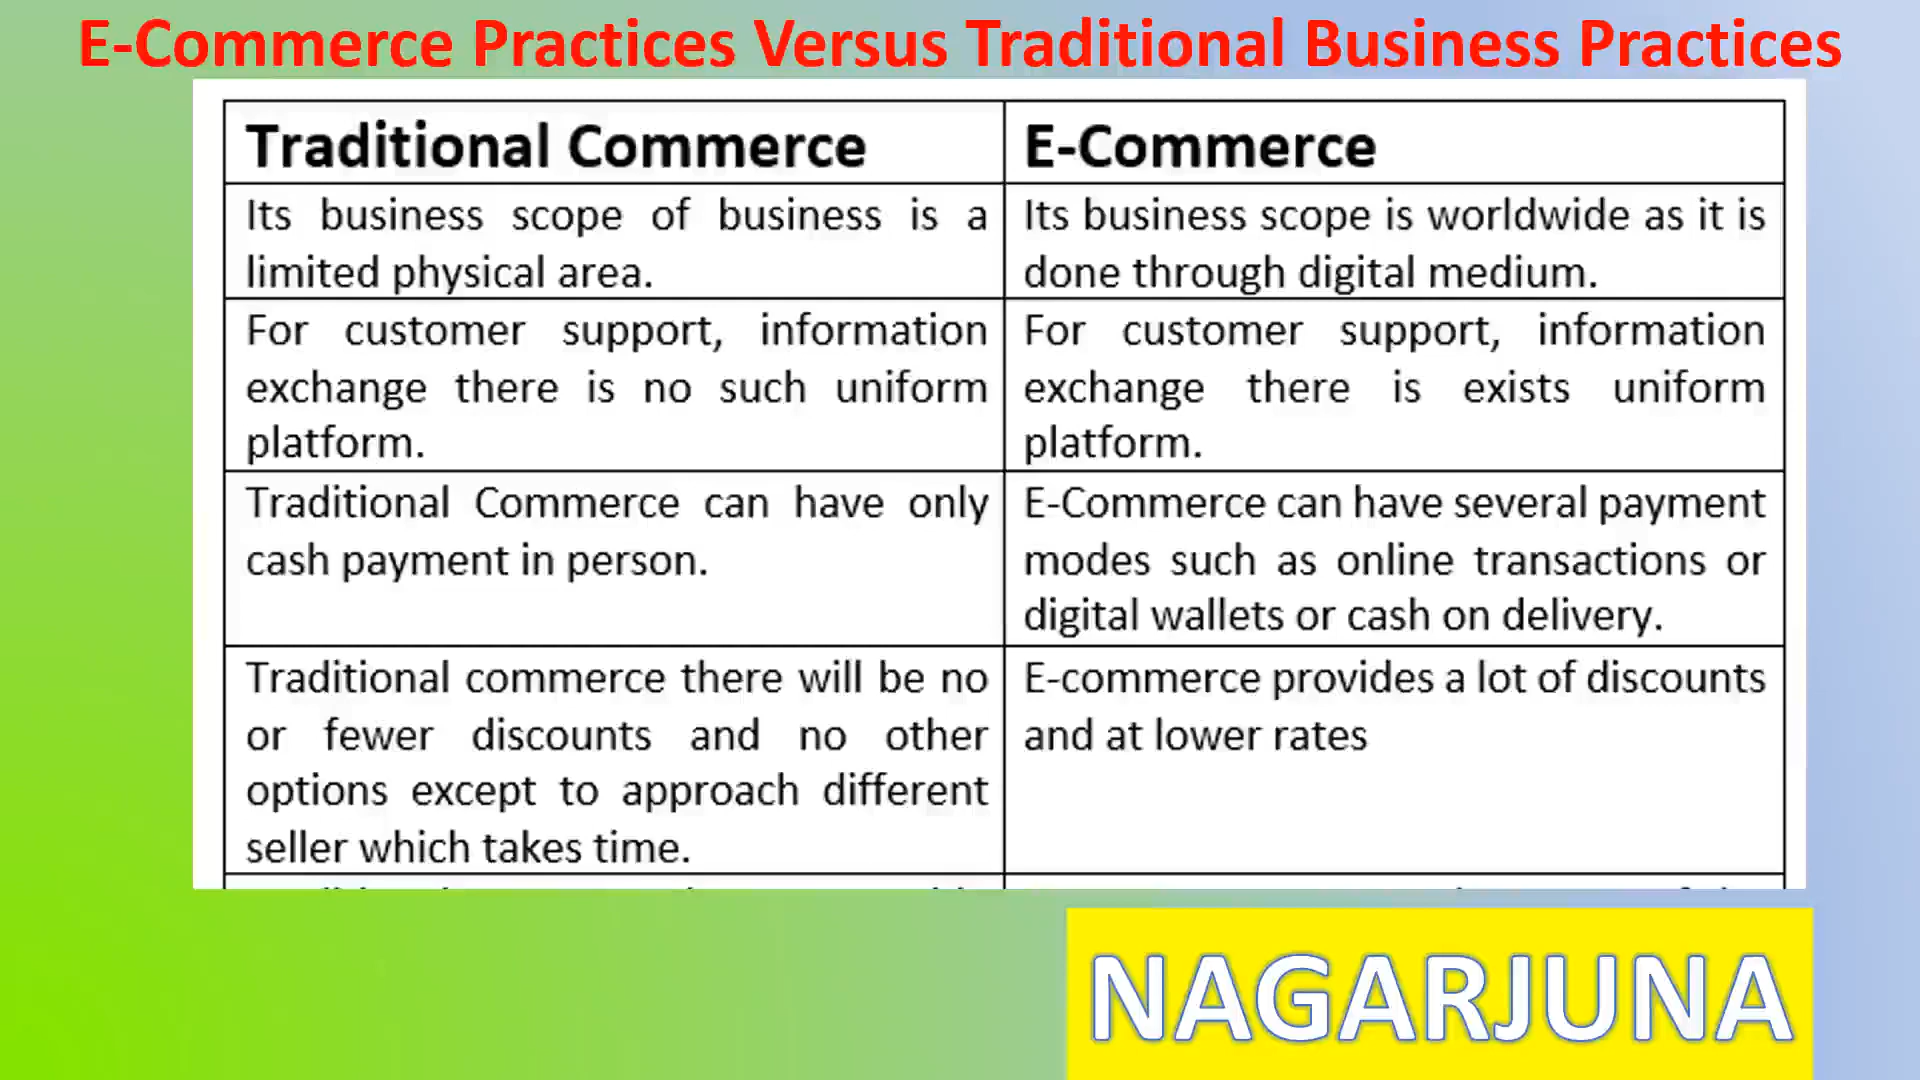 E-Commerce Practices Versus Traditional Business Practices
Traditional Commerce
E-Commerce
Its business scope of business is a
limited physical area.
Its business scope is worldwide as it is
done through digital medium.
For customer support, information
exchange there is no such uniform
platform.
For customer support, information
exchange there is exists uniform
platform.
Traditional Commerce can have only
cash payment in person.
E-Commerce can have several payment
modes such as online transactions or
digital wallets or cash on delivery.
Traditional commerce there will be no
or fewer discounts and no other
options except to approach different
seller which takes time.
E-commerce provides a lot of discounts
and at lower rates
NAGARJUNA